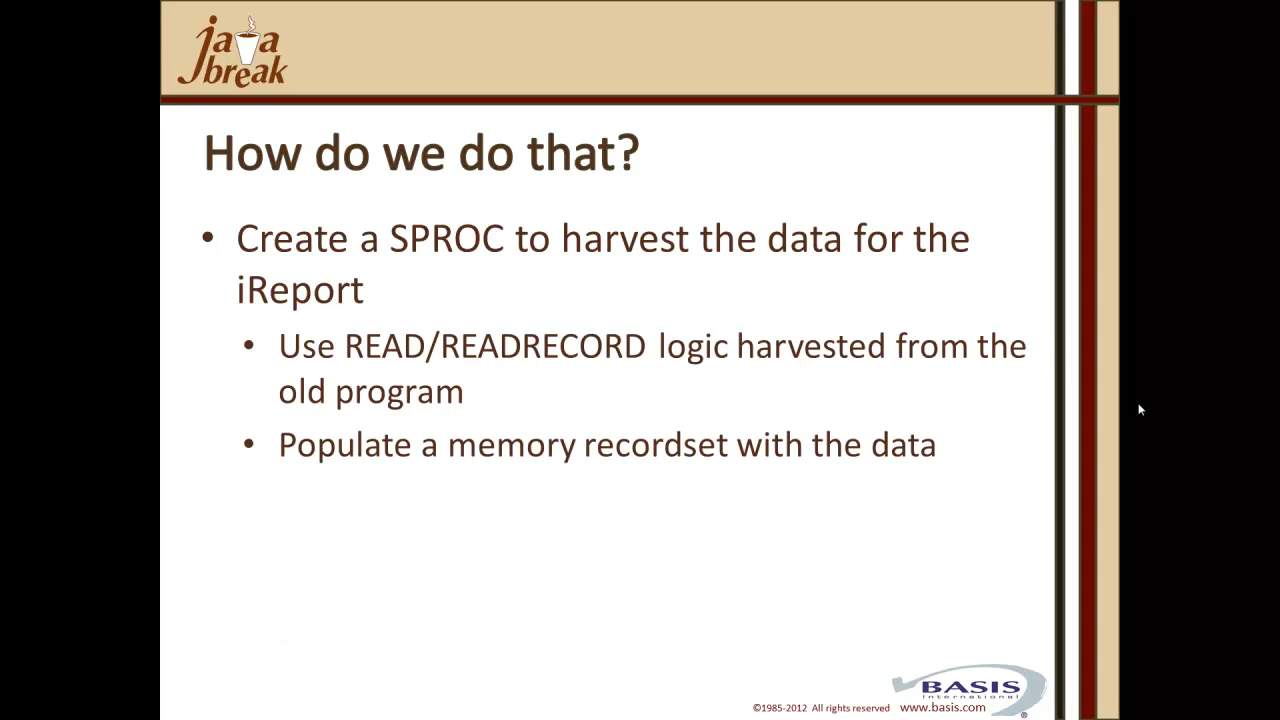 java
break
How do we do that?
• Create a SPROC to harvest the data for the
iReport
• Use READ/READRECORD logic harvested from the
old program
• Populate a memory recordset with the data
BASIS
International
®
©1985-2012 All rights reserved www.basis.com